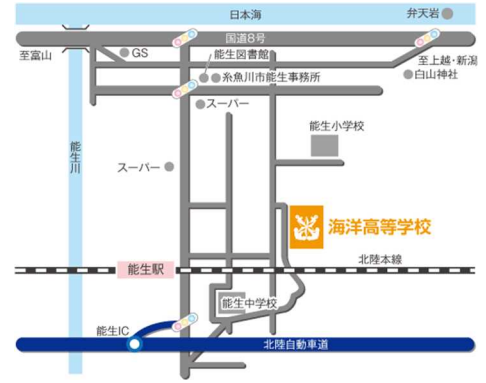 日本海
弁天岩
国道8号
至富山
GS
能生図書館
至上越・新潟
糸魚川市能生事務所
白山神社
スーパー
能生小学校
能生川
スーパー
海洋高等学校
北陸本線
能生駅
能生中学校
能生IC
北陸自動車道